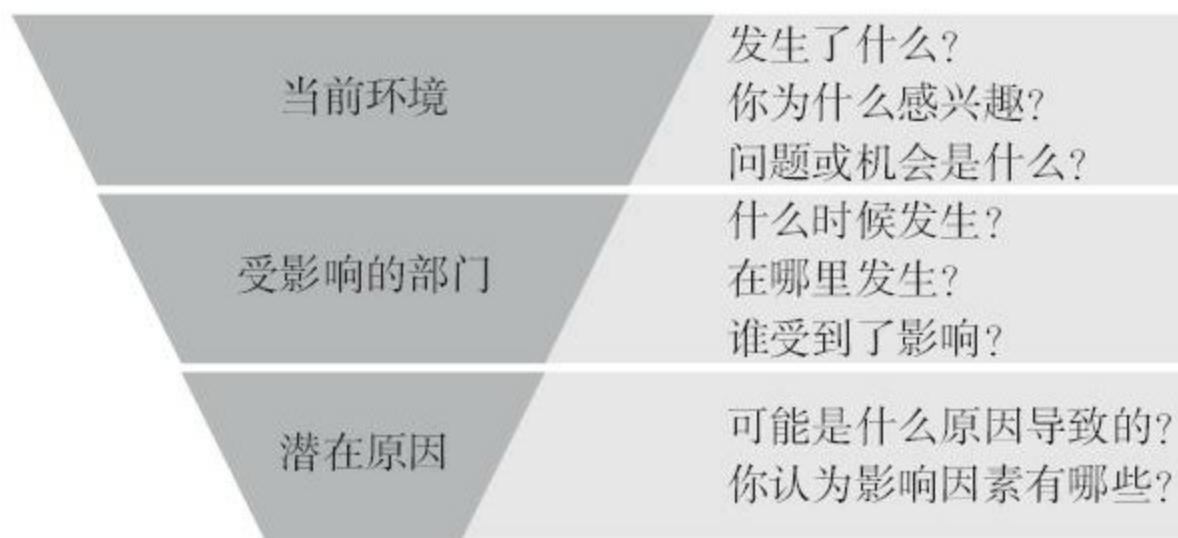 当前环境
发生了什么?
你为什么感兴趣?
问题或机会是什么?
受影响的部门
什么时候发生?
在哪里发生?
谁受到了影响?
潜在原因
可能是什么原因导致的?
你认为影响因素有哪些?